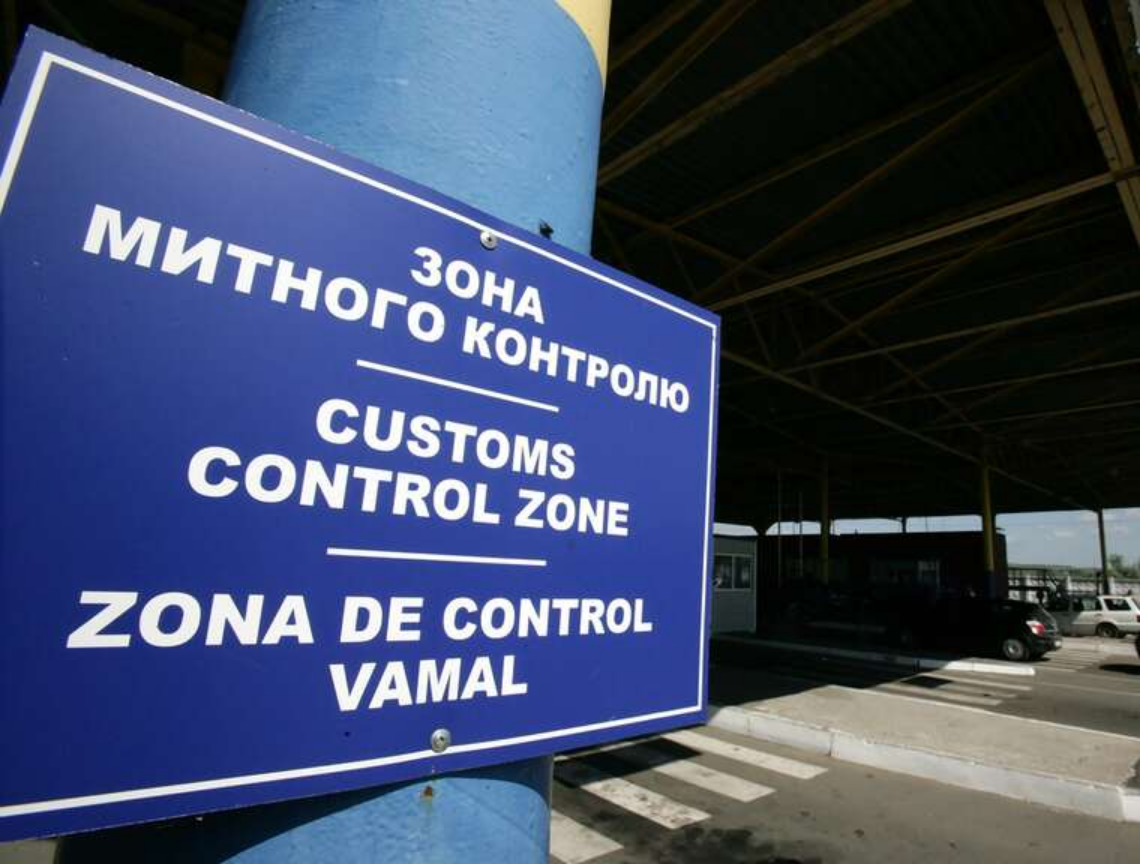 ЗОНА
МИТНОГО КОНТРОЛЮ
CUSTOMS
CONTROL ZONE
ZONA DE CONTROL
VAMAL